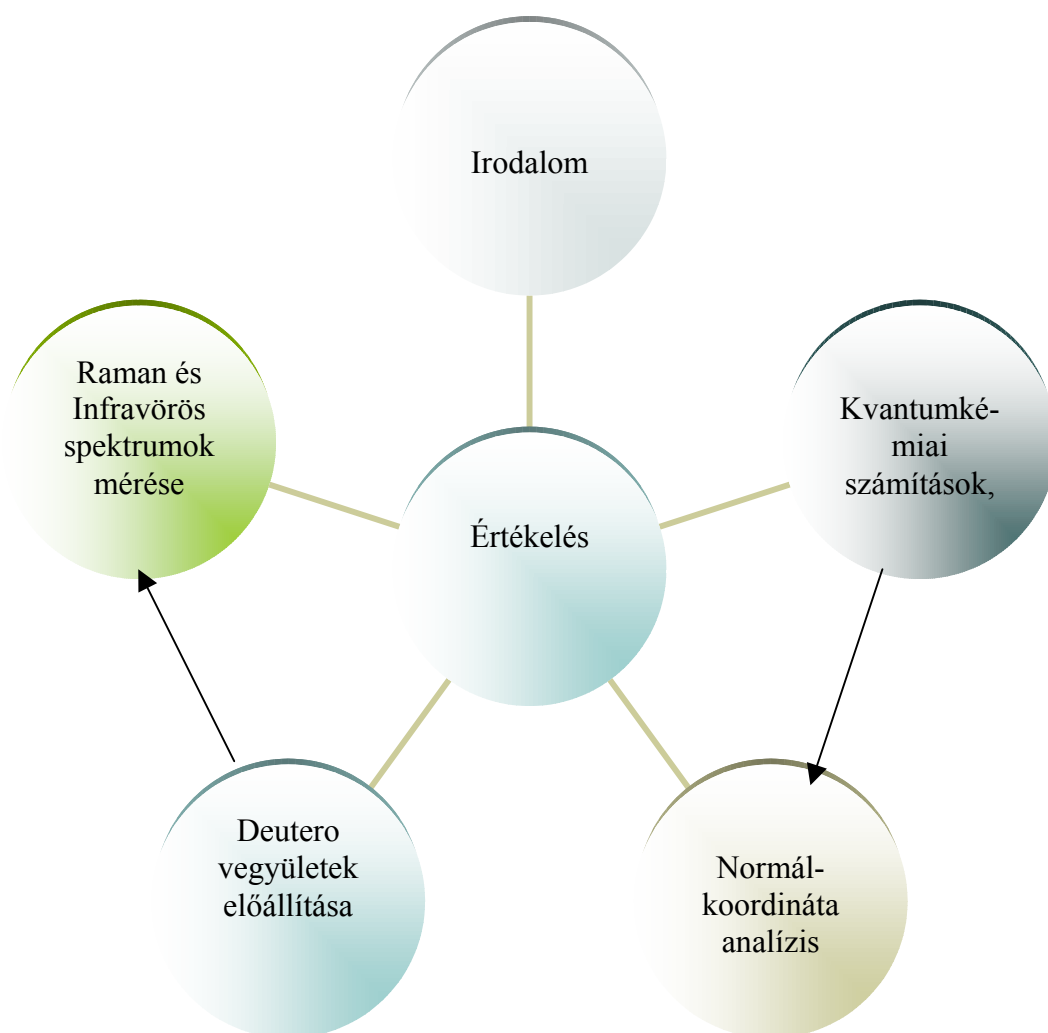 Irodalom
Raman és
Infravörös
spektrumok
mérése
Kvantumké-
miai
számítások,
Értékelés
Deutero
vegyületek
előállítása
Normál-
koordináta
analízis